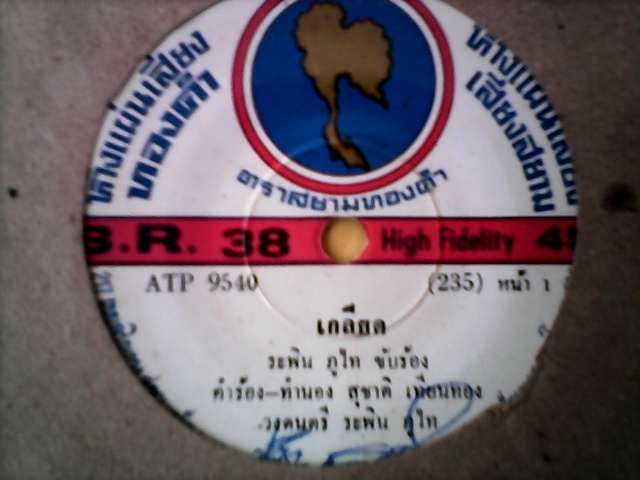 ห้างแผ่นเสียง
ทองคำ
ห้างแผ่นเสียง
เสียงสยาม
ตราสยามทองคำ
S.R. 38 High Fidelity 45
ATP 9540 (235) หน้า 1
เกลียด
ระพิน ภูไท ขับร้อง
คำร้อง-ทำนอง สุชาติ เทียนทอง
วงดนตรี ระพิน ภูไท